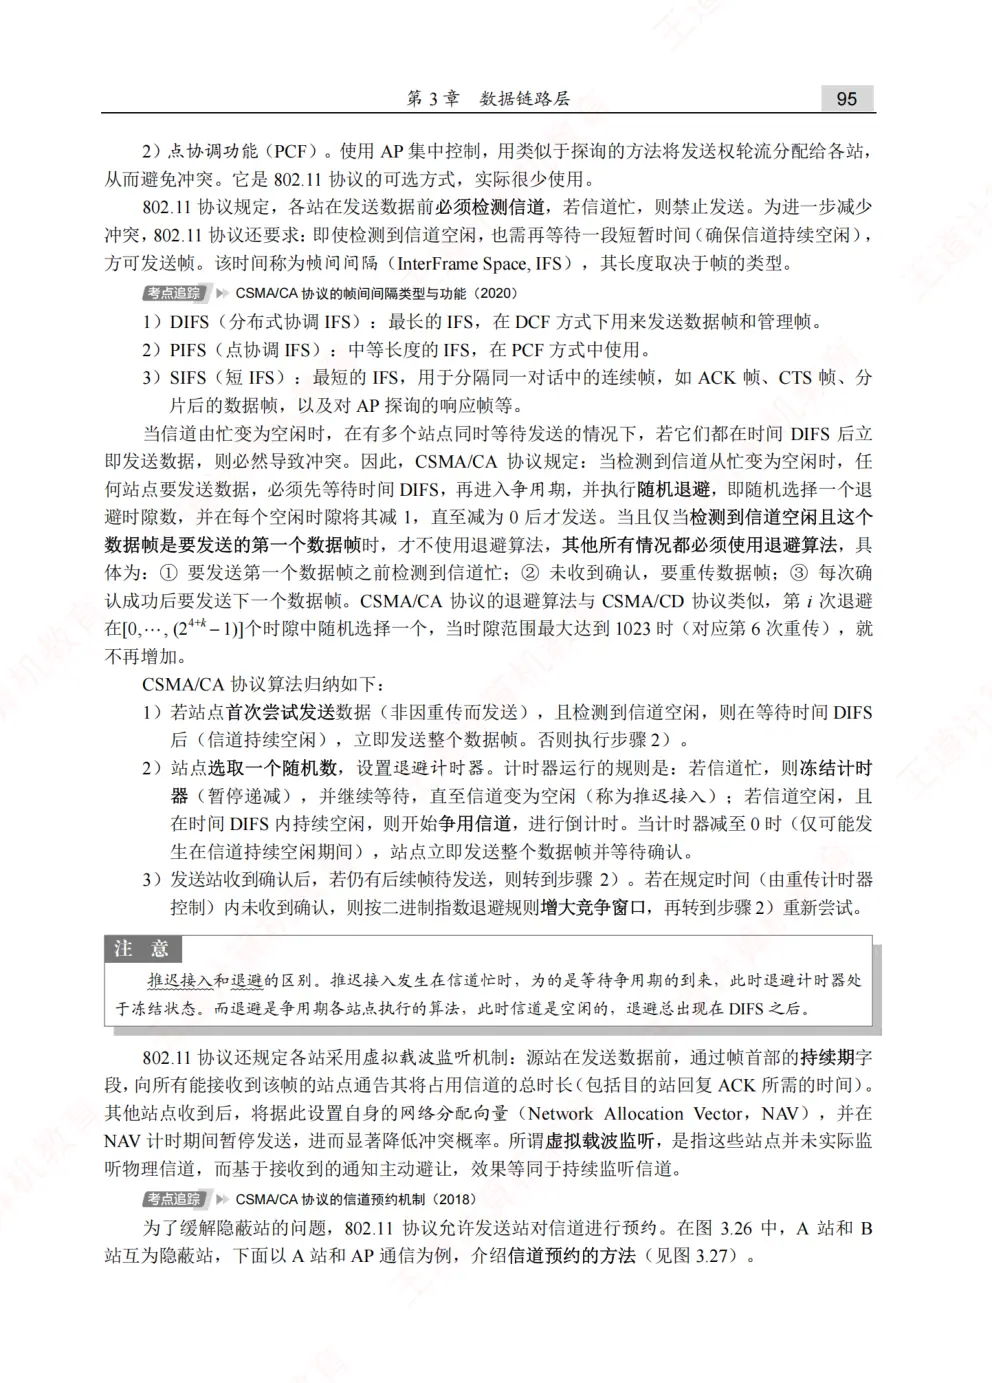 第 3 章 数据链路层
95
2）点协调功能（PCF）。使用 AP 集中控制，用类似于探询的方法将发送权轮流分配给各站，
从而避免冲突。它是 802.11 协议的可选方式，实际很少使用。
802.11 协议规定，各站在发送数据前必须检测信道，若信道忙，则禁止发送。为进一步减少
冲突，802.11 协议还要求：即使检测到信道空闲，也需再等待一段短暂时间（确保信道持续空闲），
方可发送帧。该时间称为帧间间隔（InterFrame Space, IFS），其长度取决于帧的类型。
考点追踪 CSMA/CA 协议的帧间间隔类型与功能（2020）
1）DIFS（分布式协调 IFS）：最长的 IFS，在 DCF 方式下用来发送数据帧和管理帧。
2）PIFS（点协调 IFS）：中等长度的 IFS，在 PCF 方式中使用。
3）SIFS（短 IFS）：最短的 IFS，用于分隔同一对话中的连续帧，如 ACK 帧、CTS 帧、分
片后的数据帧，以及对 AP 探询的响应帧等。
当信道由忙变为空闲时，在有多个站点同时等待发送的情况下，若它们都在时间 DIFS 后立
即发送数据，则必然导致冲突。因此，CSMA/CA 协议规定：当检测到信道从忙变为空闲时，任
何站点要发送数据，必须先等待时间 DIFS，再进入争用期，并执行随机退避，即随机选择一个退
避时隙数，并在每个空闲时隙将其减 1，直至减为 0 后才发送。当且仅当检测到信道空闲且这个
数据帧是要发送的第一个数据帧时，才不使用退避算法，其他所有情况都必须使用退避算法，具
体为：① 要发送第一个数据帧之前检测到信道忙；② 未收到确认，要重传数据帧；③ 每次确
认成功后要发送下一个数据帧。CSMA/CA 协议的退避算法与 CSMA/CD 协议类似，第 i 次退避
在[0,⋯, (2⁴⁺ᵏ − 1)]个时隙中随机选择一个，当时隙范围最大达到 1023 时（对应第 6 次重传），就
不再增加。
CSMA/CA 协议算法归纳如下：
1）若站点首次尝试发送数据（非因重传而发送），且检测到信道空闲，则在等待时间 DIFS
后（信道持续空闲），立即发送整个数据帧。否则执行步骤 2）。
2）站点选取一个随机数，设置退避计时器。计时器运行的规则是：若信道忙，则冻结计时
器（暂停递减），并继续等待，直至信道变为空闲（称为推迟接入）；若信道空闲，且
在时间 DIFS 内持续空闲，则开始争用信道，进行倒计时。当计时器减至 0 时（仅可能发
生在信道持续空闲期间），站点立即发送整个数据帧并等待确认。
3）发送站收到确认后，若仍有后续帧待发送，则转到步骤 2）。若在规定时间（由重传计时器
控制）内未收到确认，则按二进制指数退避规则增大竞争窗口，再转到步骤 2）重新尝试。
注 意
推迟接入和退避的区别。推迟接入发生在信道忙时，为的是等待争用期的到来，此时退避计时器处
于冻结状态。而退避是争用期各站点执行的算法，此时信道是空闲的，退避总出现在 DIFS 之后。
802.11 协议还规定各站采用虚拟载波监听机制：源站在发送数据前，通过帧首部的持续期字
段，向所有能接收到该帧的站点通告其将占用信道的总时长（包括目的站回复 ACK 所需的时间）。
其他站点收到后，将据此设置自身的网络分配向量（Network Allocation Vector，NAV），并在
NAV 计时期间暂停发送，进而显著降低冲突概率。所谓虚拟载波监听，是指这些站点并未实际监
听物理信道，而基于接收到的通知主动避让，效果等同于持续监听信道。
考点追踪 CSMA/CA 协议的信道预约机制（2018）
为了缓解隐蔽站的问题，802.11 协议允许发送站对信道进行预约。在图 3.26 中，A 站和 B
站互为隐蔽站，下面以 A 站和 AP 通信为例，介绍信道预约的方法（见图 3.27）。